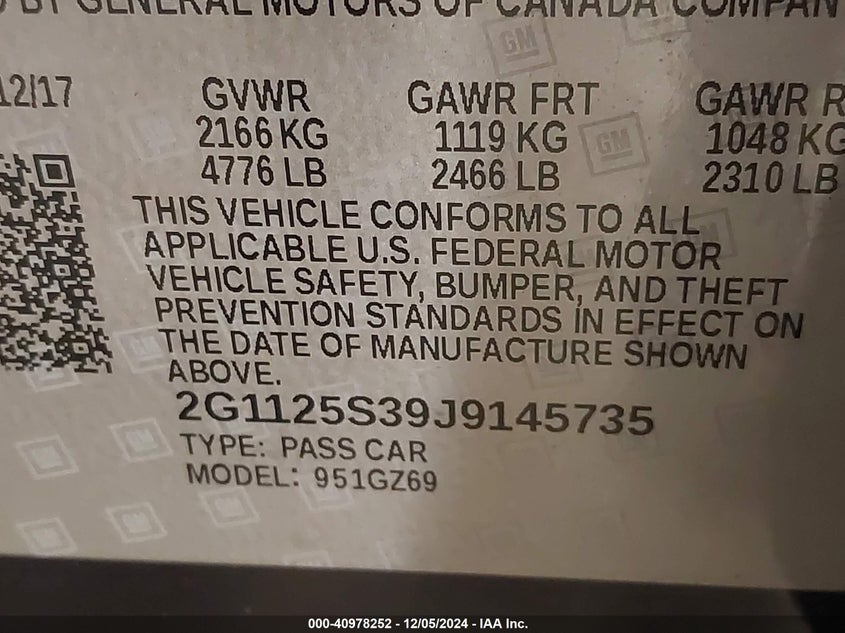 BY GENERAL MOTORS OF CANADA COMPAN
12/17 GVWR GAWR FRT GAWR R
2166 KG 1119 KG 1048 KG
4776 LB 2466 LB 2310 LB
THIS VEHICLE CONFORMS TO ALL
APPLICABLE U.S. FEDERAL MOTOR
VEHICLE SAFETY, BUMPER, AND THEFT
PREVENTION STANDARDS IN EFFECT ON
THE DATE OF MANUFACTURE SHOWN
ABOVE.
2G1125S39J9145735
TYPE: PASS CAR
MODEL: 951GZ69
GM
GM
000-40978252 - 12/05/2024 - IAA Inc.